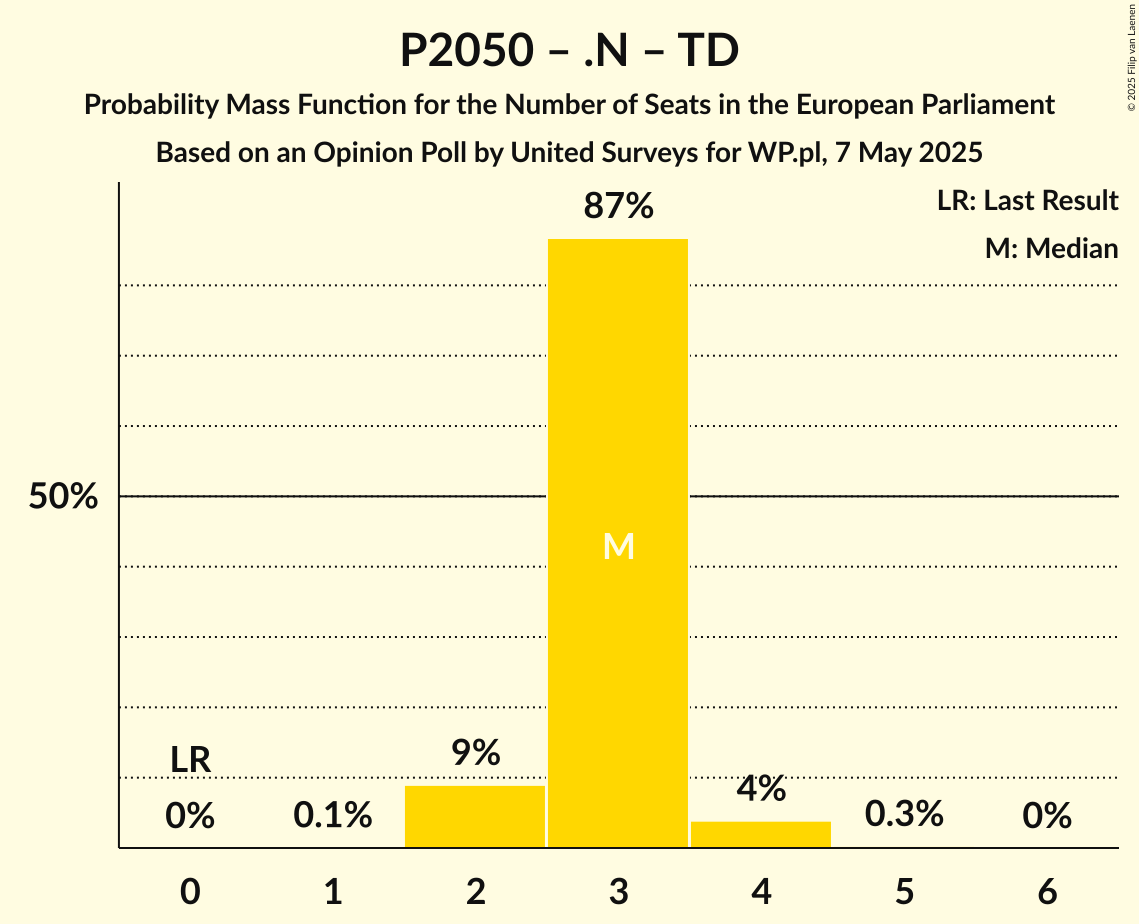 P2050 – .N – TD
Probability Mass Function for the Number of Seats in the European Parliament
Based on an Opinion Poll by United Surveys for WP.pl, 7 May 2025
© 2025 Filip van Laenen
LR: Last Result
M: Median
87%
50%
M
LR
9%
4%
0%
0.1%
0.3%
0%
0 1 2 3 4 5 6